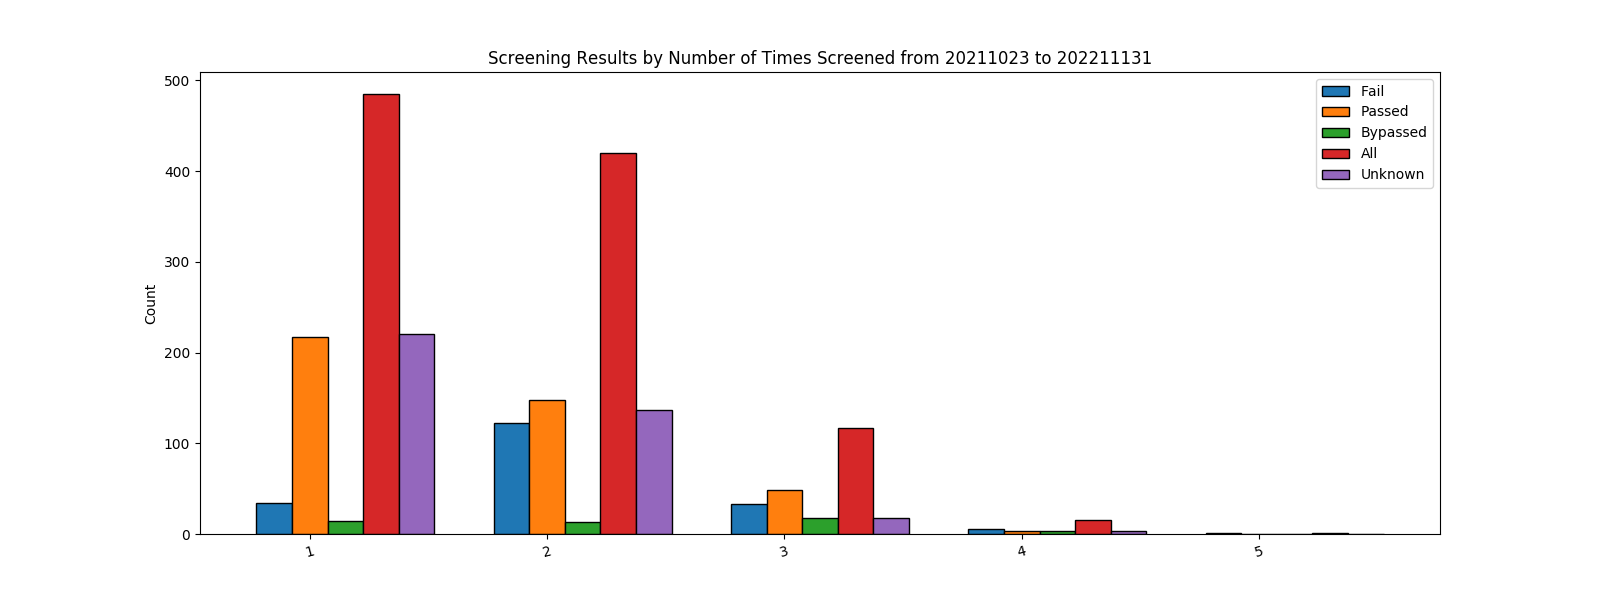 Screening Results by Number of Times Screened from 20211023 to 202211131
500
400
300
200
100
0
Count
Fail
Passed
Bypassed
All
Unknown
1
2
3
4
5